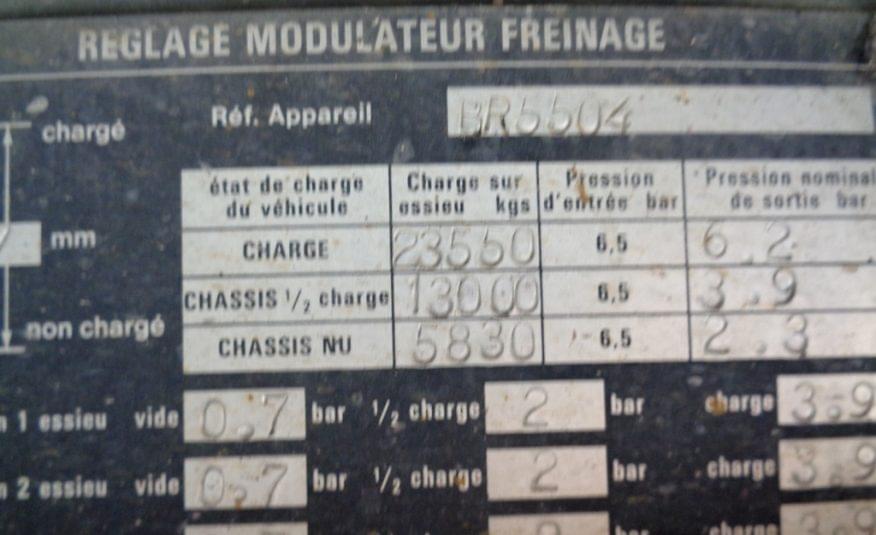 REGLAGE MODULATEUR FREINAGE
chargé
Réf. Appareil BR5504
état de charge du véhicule Charge sur essieu kgs Pression d'entrée bar Pression nominal de sortie bar
mm
CHARGE 23550 6,5 6.2
CHASSIS 1/2 charge 13000 6,5 3.9
non chargé
CHASSIS NU 5830 6,5 2.3
1 essieu vide 0.7 bar 1/2 charge 2 bar charge 3.9
2 essieu vide 0.7 bar 1/2 charge 2 bar charge 3.9